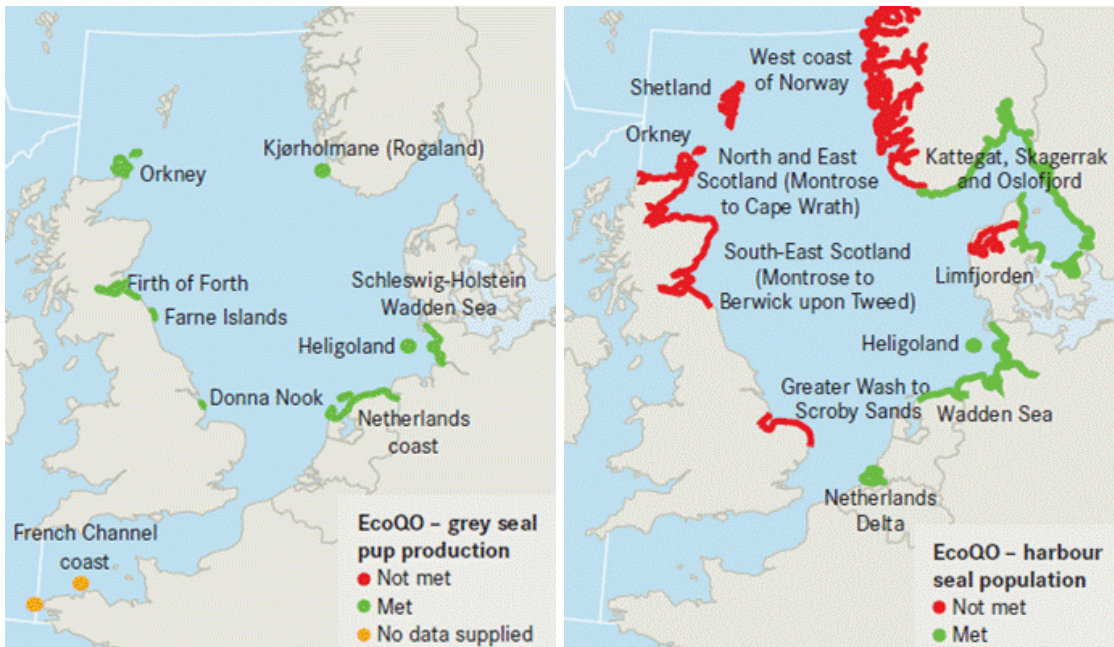 Orkney
Kjørholmane (Rogaland)
Firth of Forth
Farne Islands
Schleswig-Holstein
Wadden Sea
Heligoland
Donna Nook
Netherlands
coast
French Channel
coast
EcoQO – grey seal
pup production
Not met
Met
No data supplied
West coast
of Norway
Shetland
Orkney
North and East
Scotland (Montrose
to Cape Wrath)
Kattegat, Skagerrak
and Oslofjord
South-East Scotland
(Montrose to
Berwick upon Tweed)
Limfjorden
Heligoland
Greater Wash to
Scroby Sands
Wadden Sea
Netherlands
Delta
EcoQO – harbour
seal population
Not met
Met